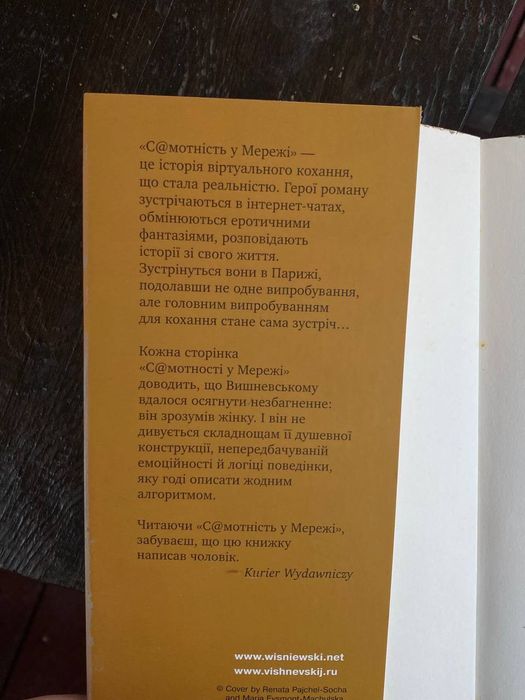 «С@мотність у Мережі» —
це історія віртуального кохання,
що стала реальністю. Герої роману
зустрічаються в інтернет-чатах,
обмінюються еротичними
фантазіями, розповідають
історії зі свого життя.
Зустрінуться вони в Парижі,
подолавши не одне випробування,
але головним випробуванням
для кохання стане сама зустріч...
Кожна сторінка
«С@мотності у Мережі»
доводить, що Вишневському
вдалося осягнути незбагненне:
він зрозумів жінку. І він не
дивується складнощам її душевної
конструкції, непередбачуваній
емоційності й логіці поведінки,
яку годі описати жодним
алгоритмом.
Читаючи «С@мотність у Мережі»,
забуваєш, що цю книжку
написав чоловік.
— Kurier Wydawniczy
www.wisniewski.net
www.vishnevskij.ru
© Cover by Renata Pajchel-Socha
and Maria Eysmont-Machulska